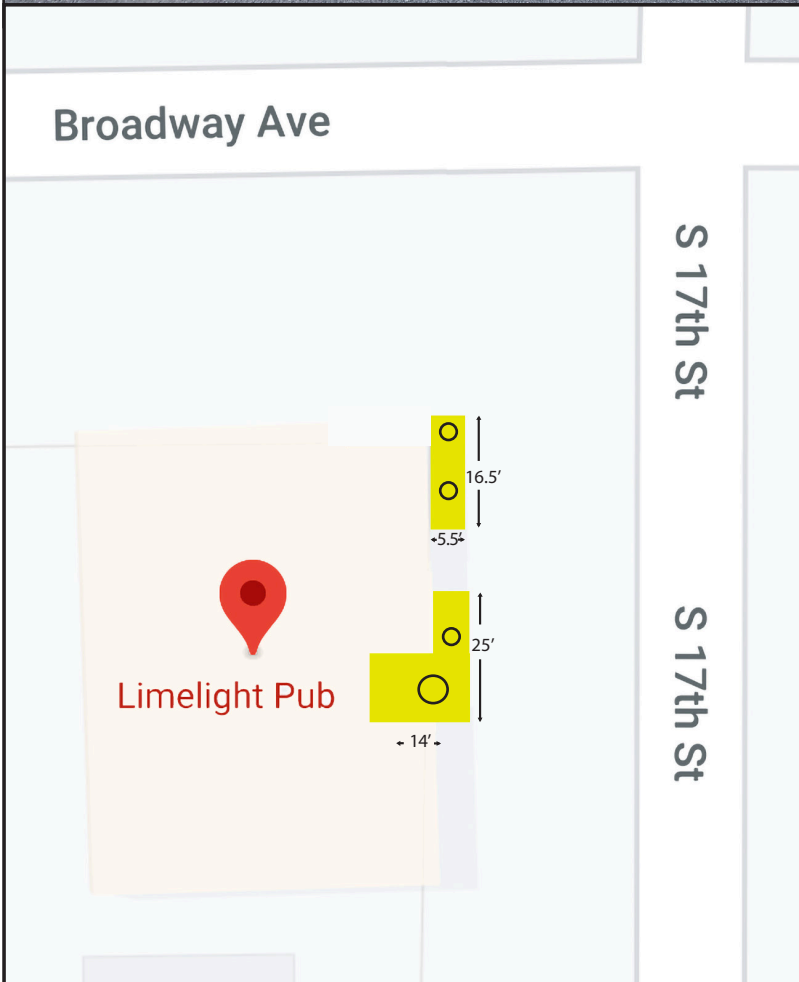 Broadway Ave
S 17th St
16.5’
5.5’
25’
S 17th St
Limelight Pub
14’